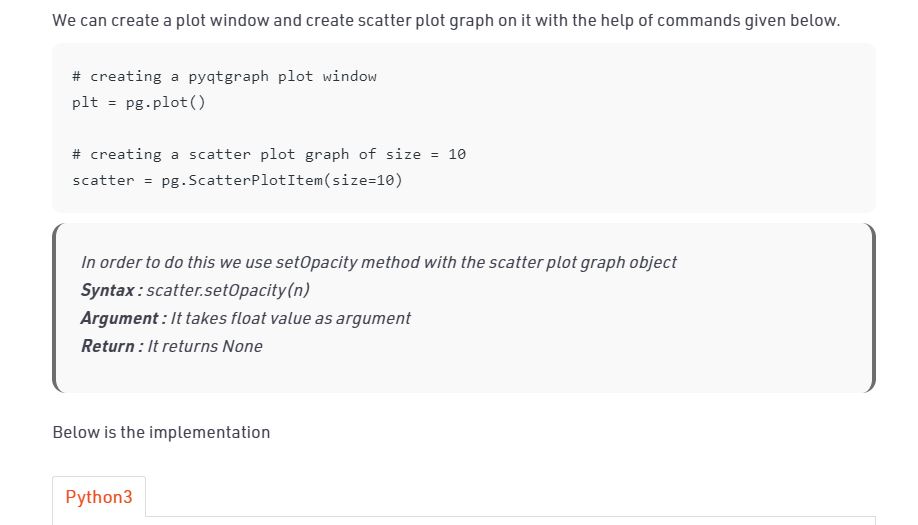 We can create a plot window and create scatter plot graph on it with the help of commands given below.
# creating a pyqtgraph plot window
plt = pg.plot()
# creating a scatter plot graph of size = 10
scatter = pg.ScatterPlotItem(size=10)
In order to do this we use setOpacity method with the scatter plot graph object
Syntax : scatter.setOpacity(n)
Argument : It takes float value as argument
Return : It returns None
Below is the implementation
Python3